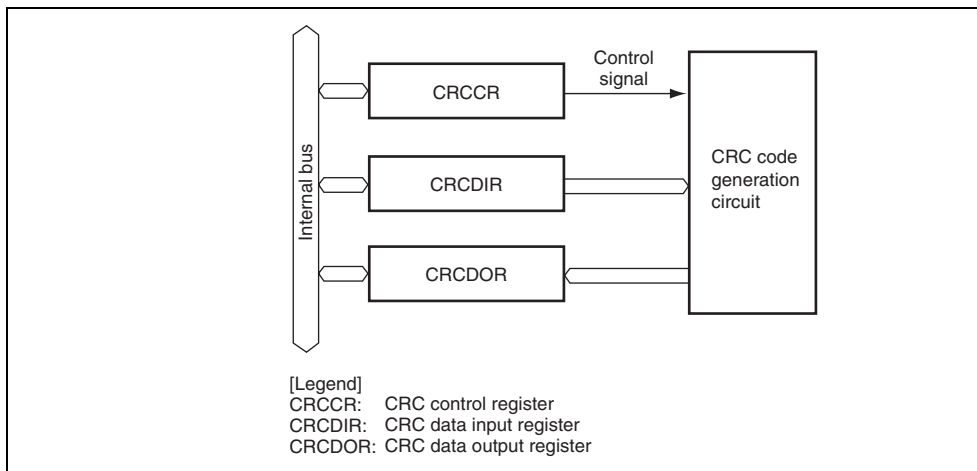 Control
signal
CRCCR
Internal bus
CRCDIR
CRC code
generation
circuit
CRCDOR
[Legend]
CRCCR: CRC control register
CRCDIR: CRC data input register
CRCDOR: CRC data output register